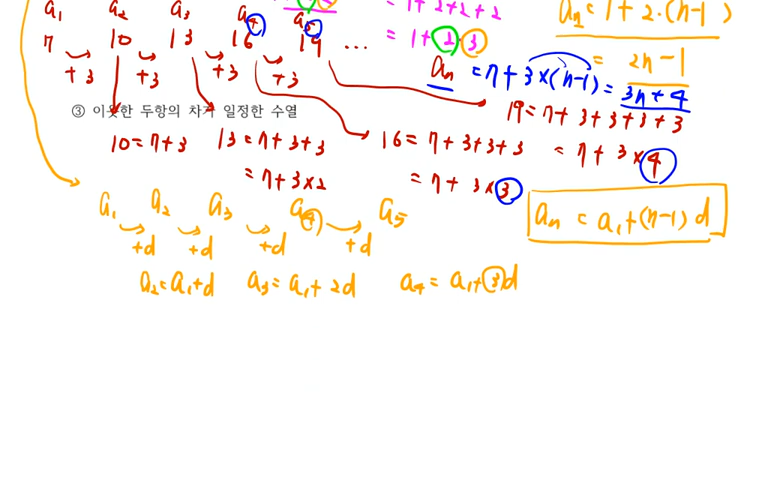 a₁ a₂ a₃ a₄ a₅ = 1+2+2+2 aₙ = 1+2·(n-1)
7 10 13 16 19 ... = 1+2·3 = 2n-1
+3 +3 +3 +3 aₙ = 7+3×(n-1) = 3n+4
③ 이웃한 두항의 차가 일정한 수열 19 = 7+3+3+3+3
10 = 7+3 13 = 7+3+3 16 = 7+3+3+3 = 7+3×4
= 7+3×2 = 7+3×3
a₁ a₂ a₃ a₄ a₅ aₙ = a₁+(n-1)d
+d +d +d +d
a₂=a₁+d a₃=a₁+2d a₄=a₁+3d